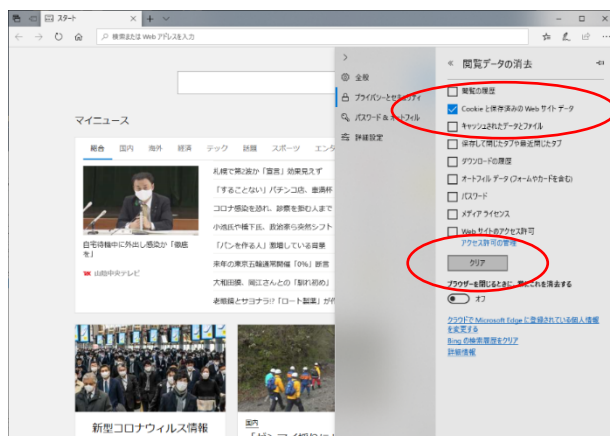 スタート
検索または Web アドレスを入力
マイニュース
総合 国内 海外 経済 テック 話題 スポーツ エンタ
自宅待機中に外出し感染か「徹底
を」
山陰中央テレビ
札幌で第2波か「宣言」効果見えず
「することない」パチンコ店、亜満杯
コロナ感染を恐れ、診察を拒む人まで
小池氏や橋下氏、政治家ら突然シフト
「パンを作る人」激増している背景
来年の東京五輪通常開催「0%」断言
大相撲、岡江さんとの「馴れ初め」
老眼鏡とサヨナラ!?「ロート製薬」が作
新型コロナウイルス情報
国内
全般
プライバシーとセキュリティ
パスワード & オートフィル
詳細設定
閲覧データの消去
閲覧の履歴
Cookie と保存済みの Web サイト データ
キャッシュされたデータとファイル
保存して閉じたタブや最近閉じたタブ
ダウンロードの履歴
オートフィル データ (フォームやカードを含む)
パスワード
メディア ライセンス
Web サイトのアクセス許可
アクセス許可の管理
クリア
ブラウザーを閉じるときに、常にこれを消去する
オフ
クラウドで Microsoft Edge に登録されている個人情報
を変更する
Bing の検索履歴をクリア
詳細情報